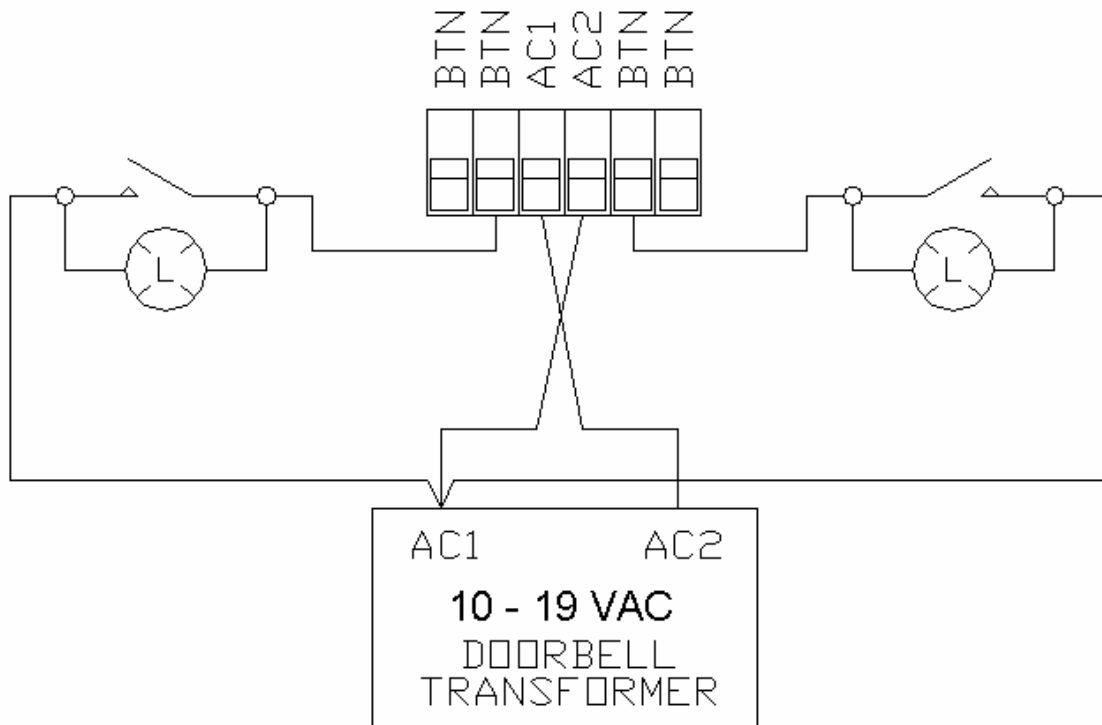 BTN BTN AC1 AC2 BTN BTN
L L
AC1 AC2
10 - 19 VAC
DOORBELL
TRANSFORMER